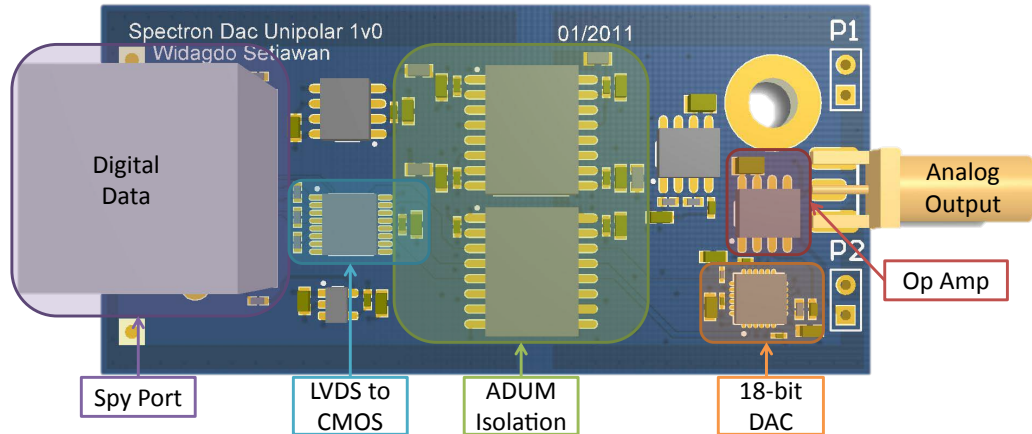 Spectron Dac Unipolar 1v0
Widagdo Setiawan
01/2011
P1
Digital
Data
Analog
Output
P2
Op Amp
Spy Port
LVDS to
CMOS
ADUM
Isolation
18-bit
DAC